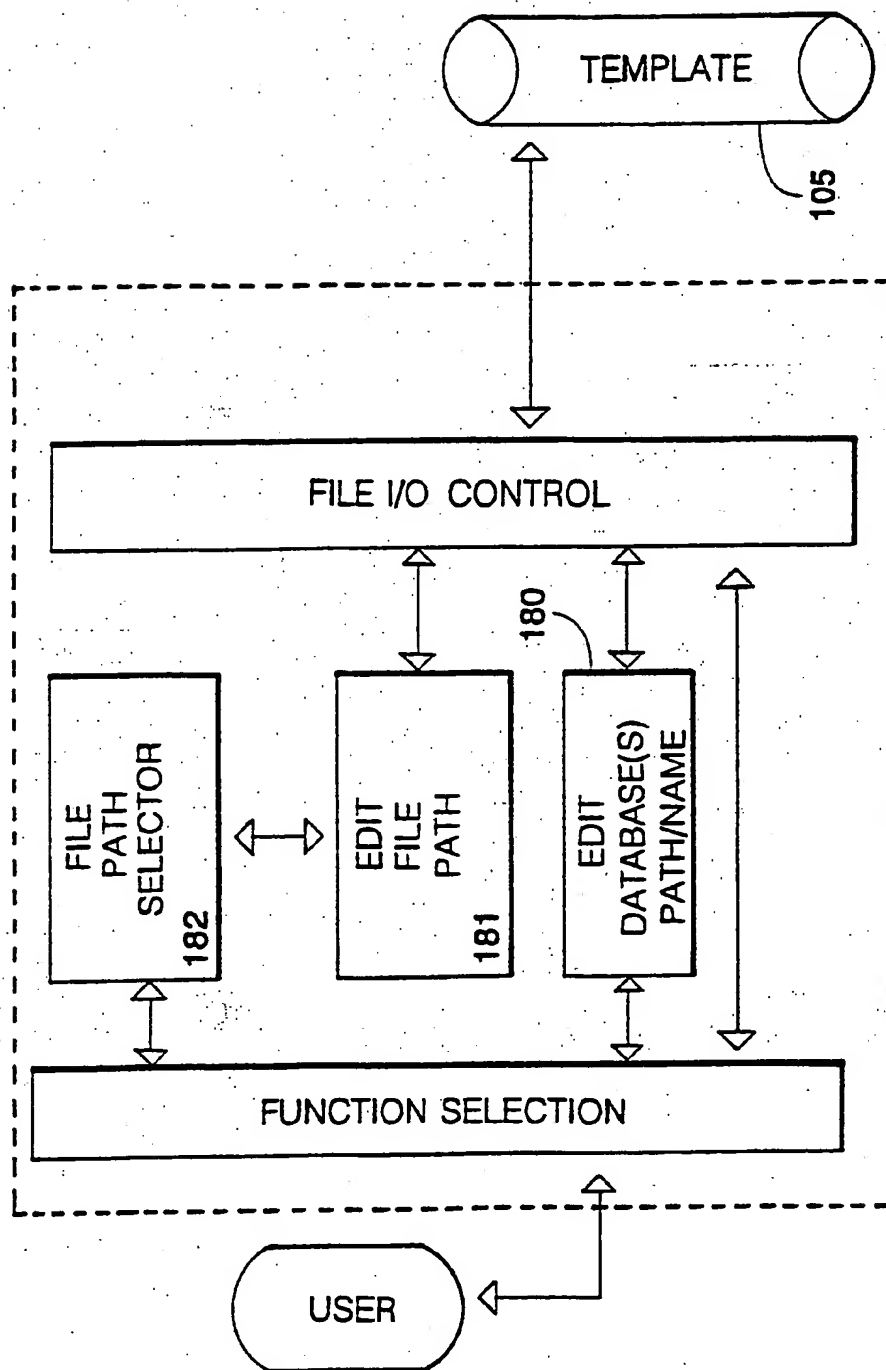 USER
FUNCTION SELECTION
FILE
PATH
SELECTOR
182
EDIT
FILE
PATH
181
EDIT
DATABASE(S)
PATH/NAME
180
FILE I/O CONTROL
TEMPLATE
105